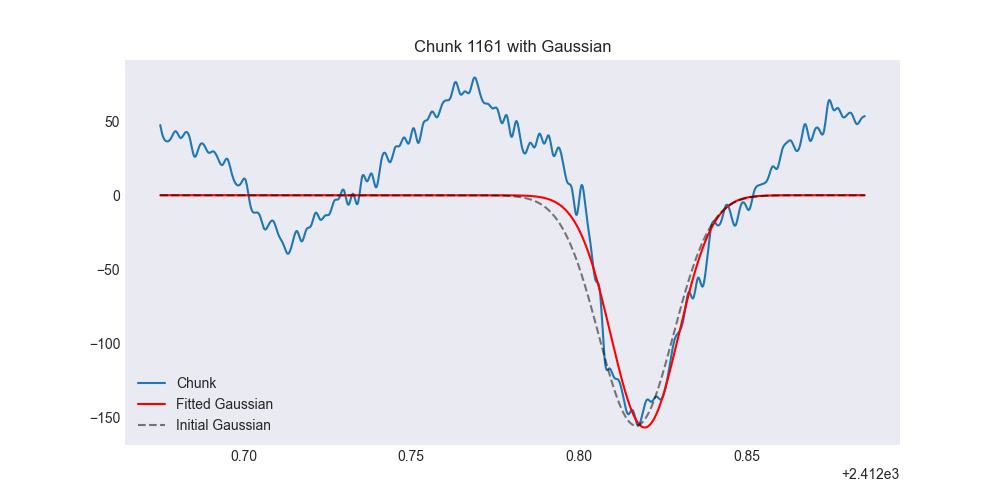 Chunk 1161 with Gaussian
50
0
−50
−100
−150
Chunk
Fitted Gaussian
Initial Gaussian
0.70 0.75 0.80 0.85
+2.412e3